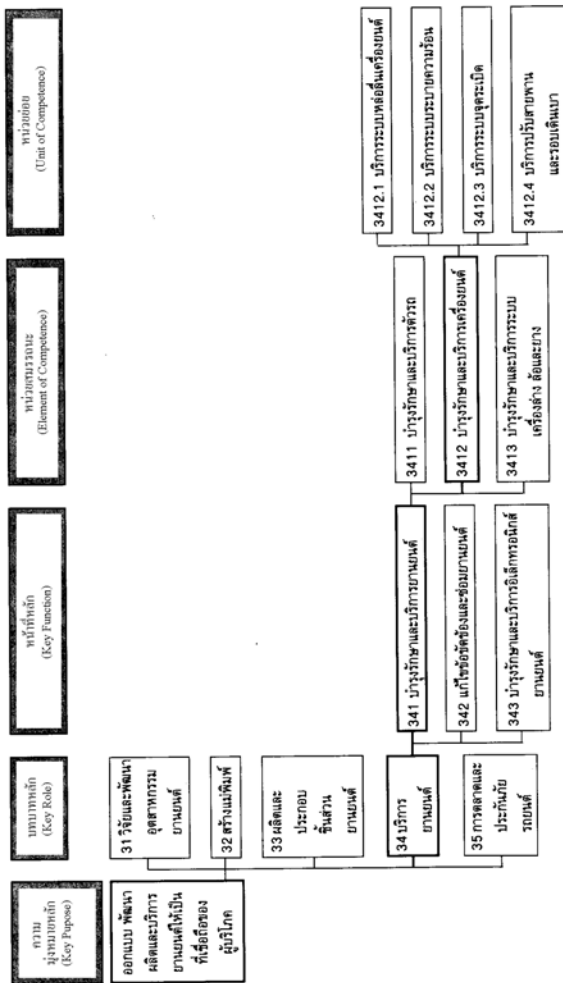 ความ
มุ่งหมายหลัก
(Key Pupose)
ออกแบบ พัฒนา
ผลิตและบริการ
ยานยนต์ให้เป็น
ที่เชื่อถือของ
ผู้บริโภค
บทบาทหลัก
(Key Role)
31 วิจัยและพัฒนา
อุตสาหกรรม
ยานยนต์
32 สร้างแม่พิมพ์
33 ผลิตและ
ประกอบ
ชิ้นส่วน
ยานยนต์
34 บริการ
ยานยนต์
35 การตลาดและ
ประกันภัย
รถยนต์
หน้าที่หลัก
(Key Function)
341 บำรุงรักษาและบริการยานยนต์
342 แก้ไขข้อขัดข้องและซ่อมยานยนต์
343 บำรุงรักษาและบริการอิเล็กทรอนิกส์
ยานยนต์
หน่วยสมรรถนะ
(Element of Competence)
3411 บำรุงรักษาและบริการตัวรถ
3412 บำรุงรักษาและบริการเครื่องยนต์
3413 บำรุงรักษาและบริการระบบ
เครื่องล่าง ล้อและยาง
หน่วยย่อย
(Unit of Competence)
3412.1 บริการระบบหล่อลื่นเครื่องยนต์
3412.2 บริการระบบระบายความร้อน
3412.3 บริการระบบจุดระเบิด
3412.4 บริการปรับสายพาน
และรอบเดินเบา